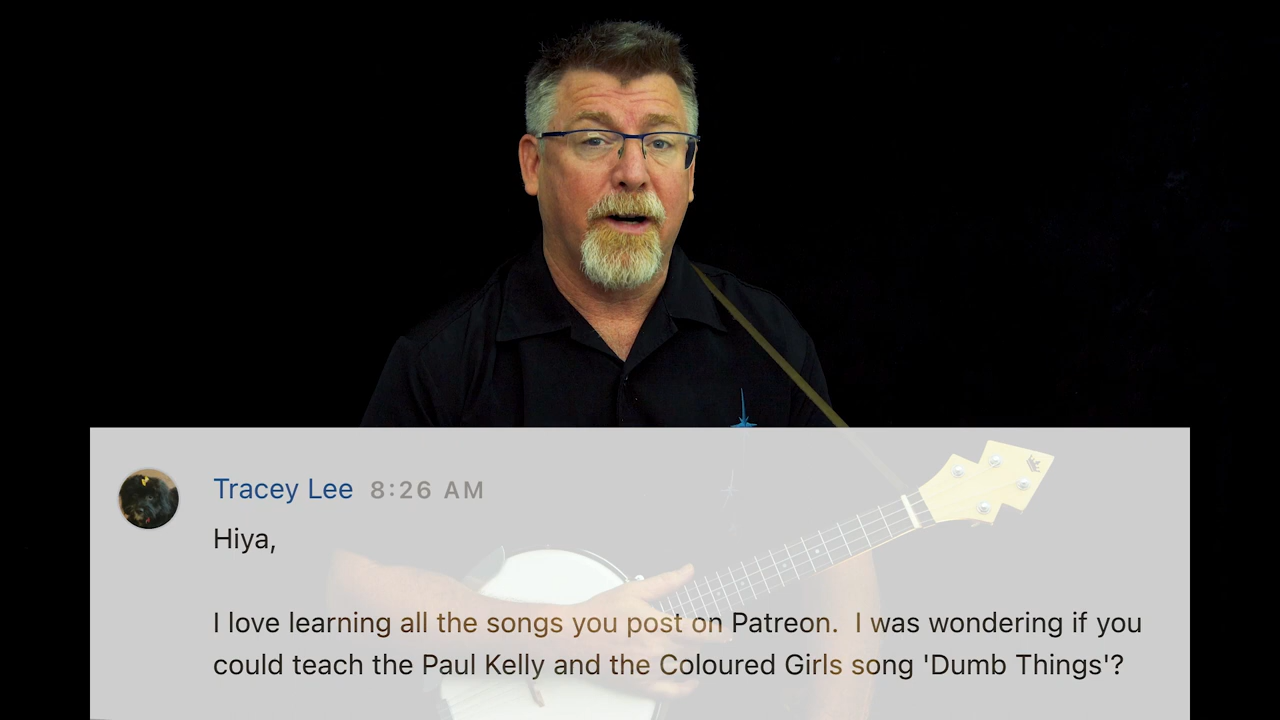 Tracey Lee 8:26 AM
Hiya,
I love learning all the songs you post on Patreon.  I was wondering if you
could teach the Paul Kelly and the Coloured Girls song 'Dumb Things'?